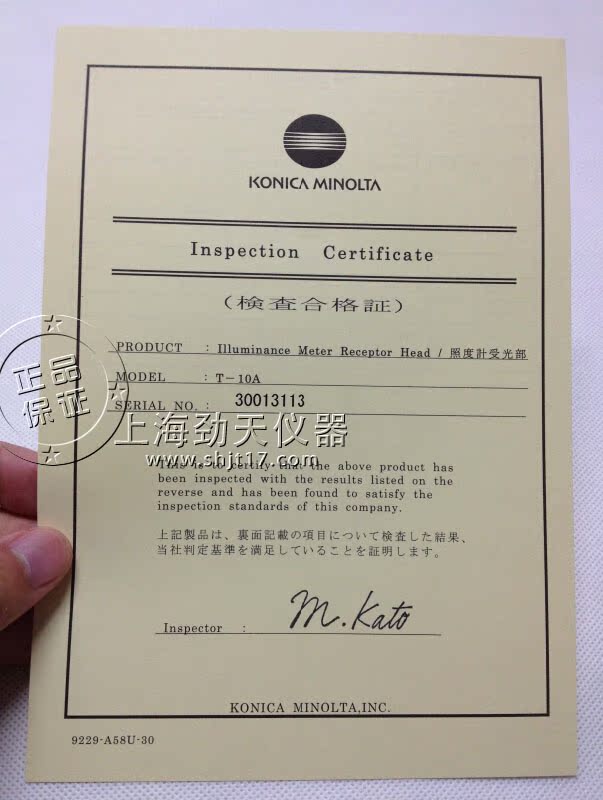 KONICA MINOLTA
Inspection Certificate
(検査合格証)
PRODUCT : Illuminance Meter Receptor Head / 照度計受光部
MODEL : T-10A
SERIAL NO. : 30013113
正品
保证
上海劲天仪器
www.shjt17.com
This is to certify that the above product has
been inspected with the results listed on the
reverse and has been found to satisfy the
inspection standards of this company.
上記製品は、裏面記載の項目について検査した結果、
当社判定基準を満足していることを証明します。
Inspector : M. Kato
KONICA MINOLTA,INC.
9229-A58U-30